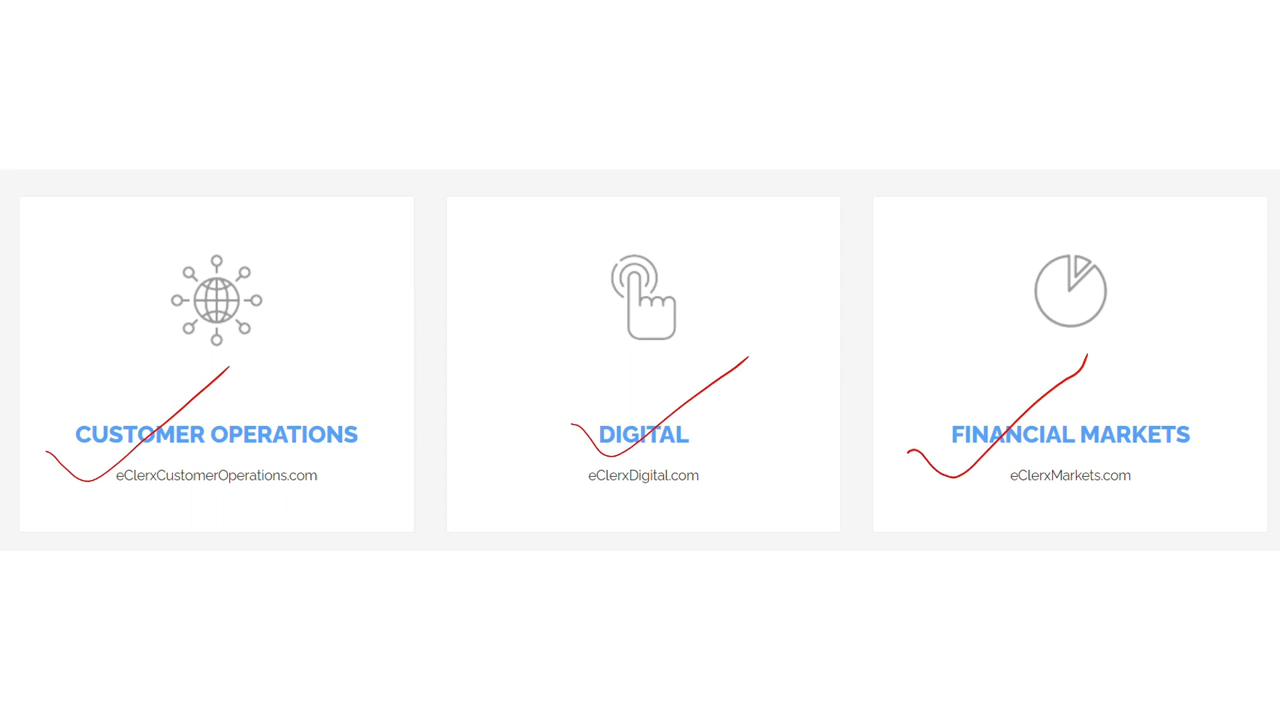 CUSTOMER OPERATIONS
eClerxCustomerOperations.com
DIGITAL
eClerxDigital.com
FINANCIAL MARKETS
eClerxMarkets.com